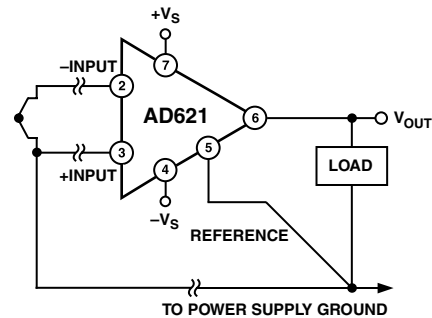 +VS
–INPUT
7
2
AD621
6
VOUT
3
5
+INPUT
4
LOAD
–VS
REFERENCE
TO POWER SUPPLY GROUND